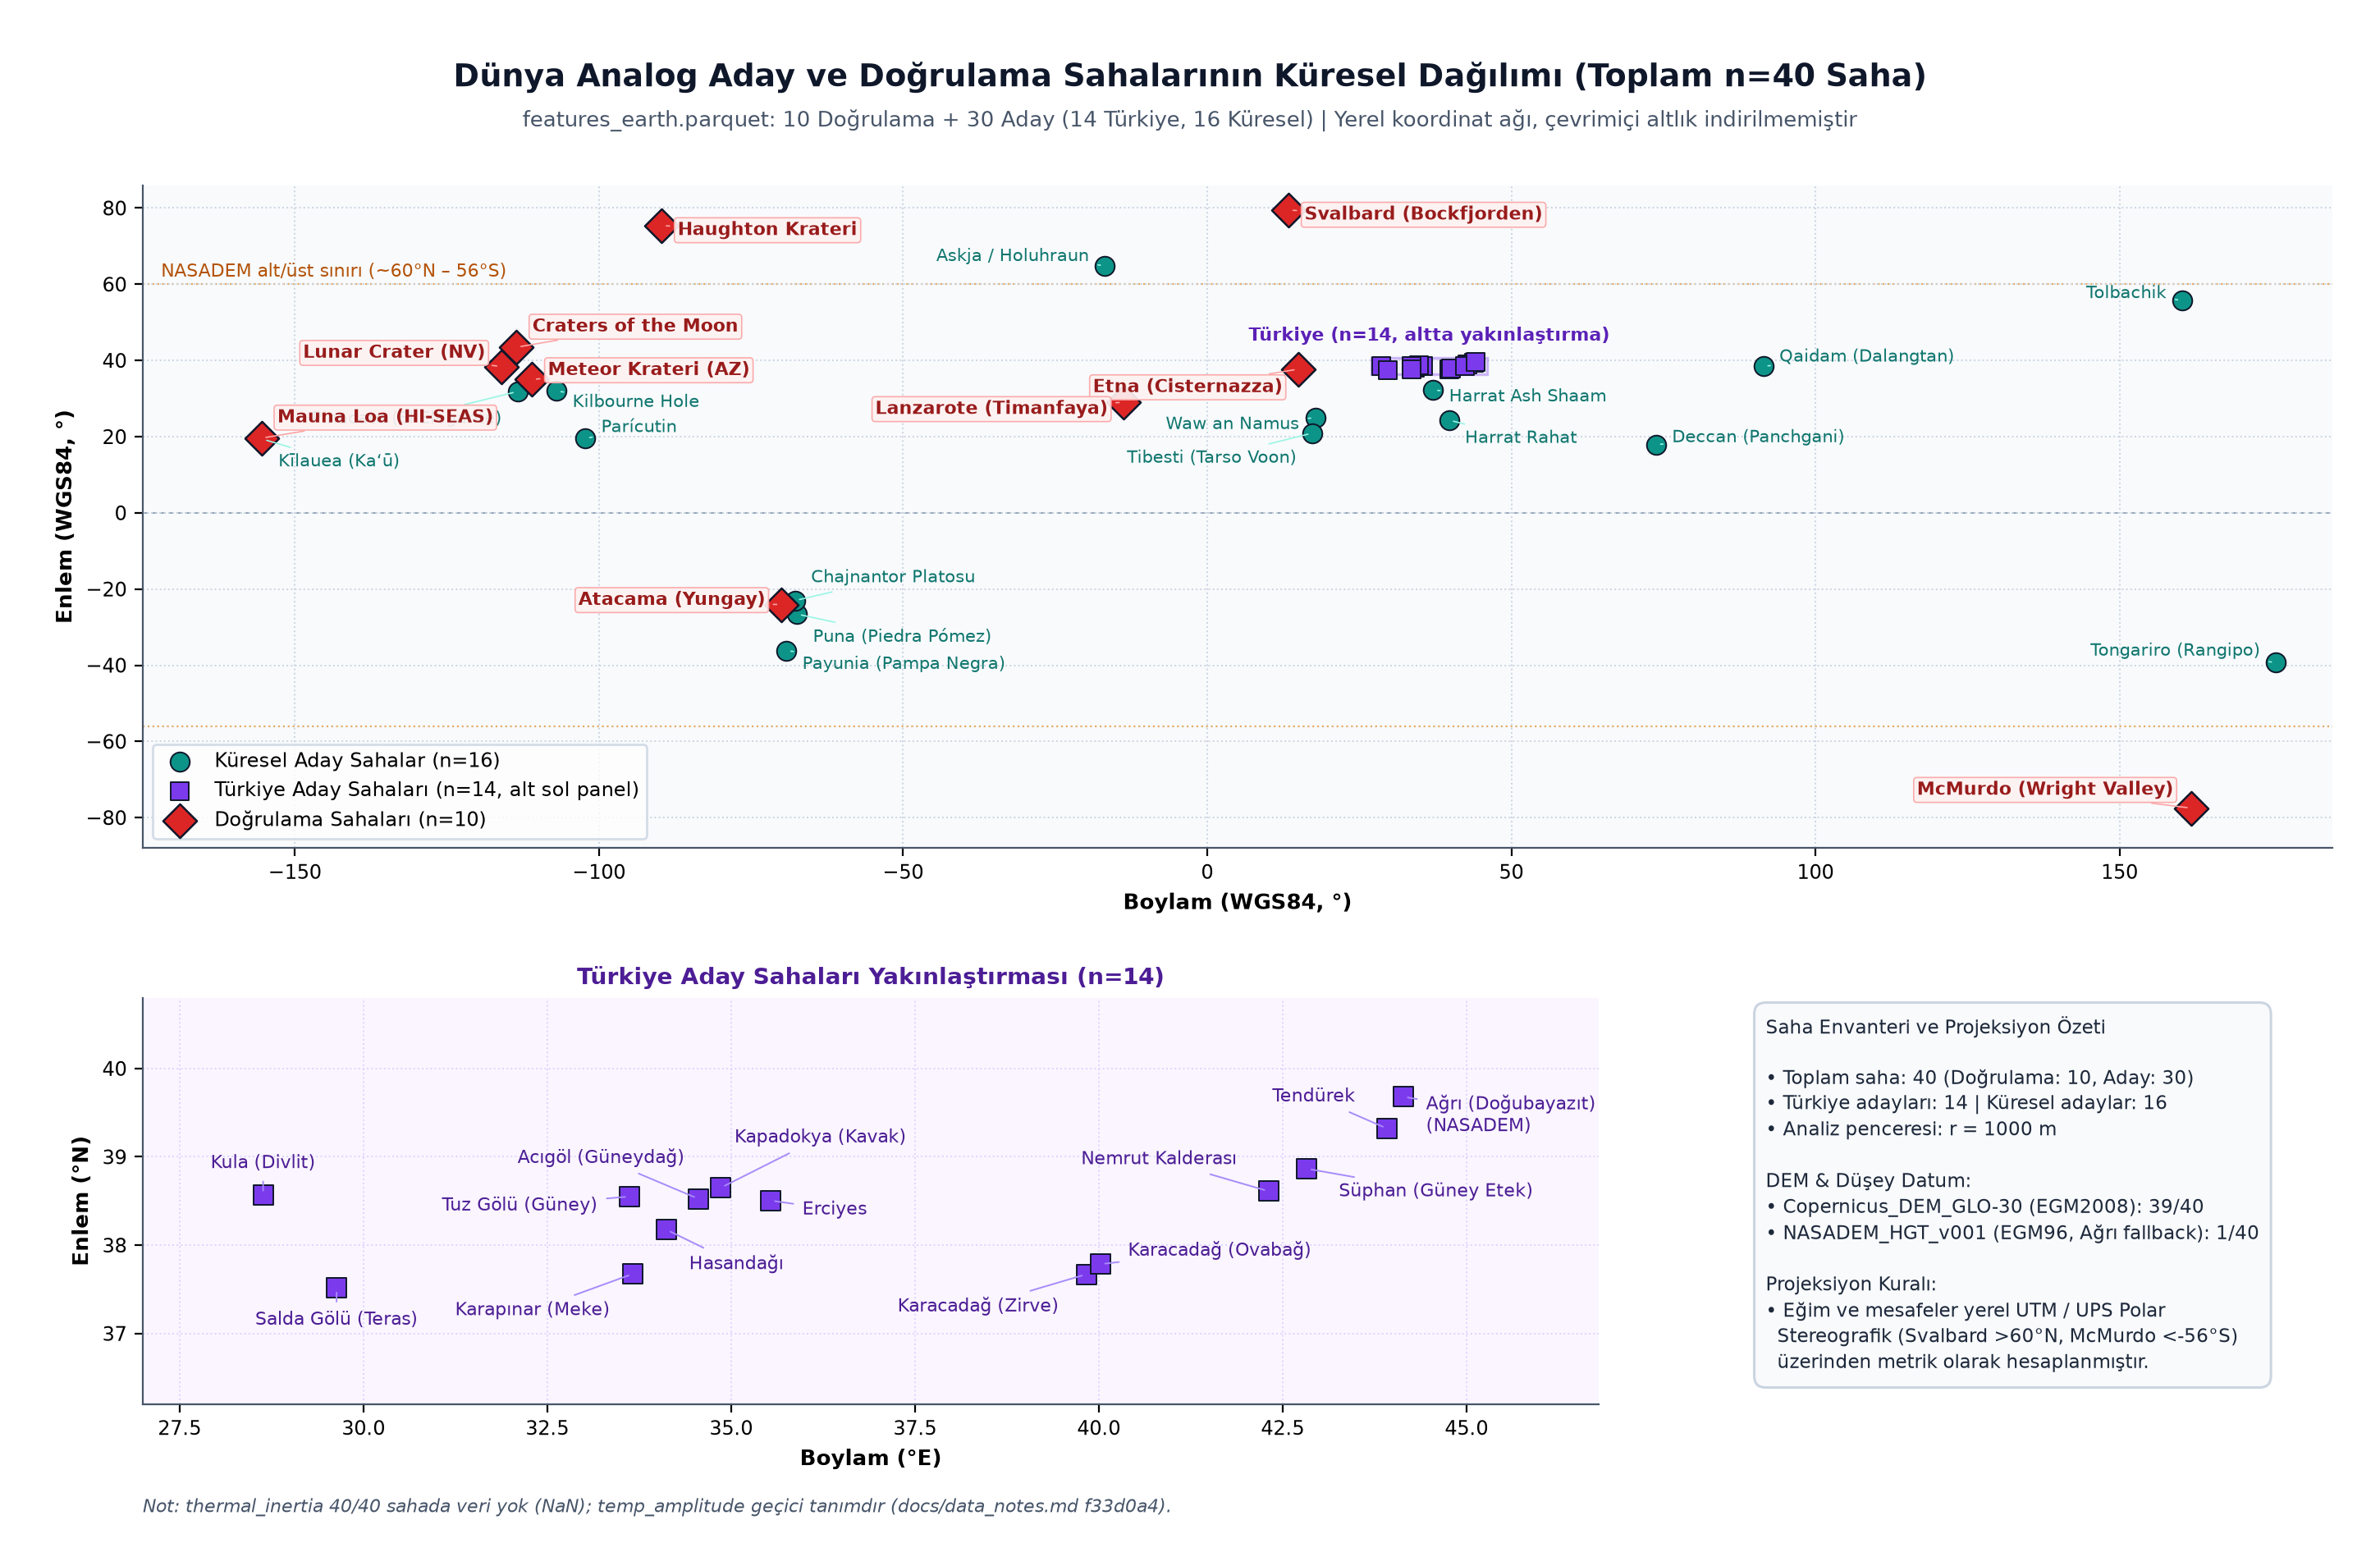 Dünya Analog Aday ve Doğrulama Sahalarının Küresel Dağılımı (Toplam n=40 Saha)
features_earth.parquet: 10 Doğrulama + 30 Aday (14 Türkiye, 16 Küresel) | Yerel koordinat ağı, çevrimiçi altlık indirilmemiştir
Enlem (WGS84, °)
80
60
40
20
0
−20
−40
−60
−80
Haughton Krateri
Svalbard (Bockfjorden)
Askja / Holuhraun
NASADEM alt/üst sınırı (~60°N – 56°S)
Tolbachik
Craters of the Moon
Türkiye (n=14, altta yakınlaştırma)
Lunar Crater (NV)
Qaidam (Dalangtan)
Meteor Krateri (AZ)
Etna (Cisternazza)
Harrat Ash Shaam
Kilbourne Hole
Lanzarote (Timanfaya)
Mauna Loa (HI-SEAS)
)
Parícutin
Waw an Namus
Harrat Rahat
Deccan (Panchgani)
Kīlauea (Kaʻū)
Tibesti (Tarso Voon)
Chajnantor Platosu
Atacama (Yungay)
Puna (Piedra Pómez)
Payunia (Pampa Negra)
Tongariro (Rangipo)
McMurdo (Wright Valley)
Küresel Aday Sahalar (n=16)
Türkiye Aday Sahaları (n=14, alt sol panel)
Doğrulama Sahaları (n=10)
−150 −100 −50 0 50 100 150
Boylam (WGS84, °)
Türkiye Aday Sahaları Yakınlaştırması (n=14)
Enlem (°N)
40
39
38
37
Tendürek
Ağrı (Doğubayazıt)
(NASADEM)
Kapadokya (Kavak)
Kula (Divlit)
Acıgöl (Güneydağ)
Nemrut Kalderası
Süphan (Güney Etek)
Tuz Gölü (Güney)
Erciyes
Hasandağı
Karacadağ (Ovabağ)
Salda Gölü (Teras)
Karapınar (Meke)
Karacadağ (Zirve)
27.5 30.0 32.5 35.0 37.5 40.0 42.5 45.0
Boylam (°E)
Saha Envanteri ve Projeksiyon Özeti
• Toplam saha: 40 (Doğrulama: 10, Aday: 30)
• Türkiye adayları: 14 | Küresel adaylar: 16
• Analiz penceresi: r = 1000 m
DEM & Düşey Datum:
• Copernicus_DEM_GLO-30 (EGM2008): 39/40
• NASADEM_HGT_v001 (EGM96, Ağrı fallback): 1/40
Projeksiyon Kuralı:
• Eğim ve mesafeler yerel UTM / UPS Polar
Stereografik (Svalbard >60°N, McMurdo <-56°S)
üzerinden metrik olarak hesaplanmıştır.
Not: thermal_inertia 40/40 sahada veri yok (NaN); temp_amplitude geçici tanımdır (docs/data_notes.md f33d0a4).